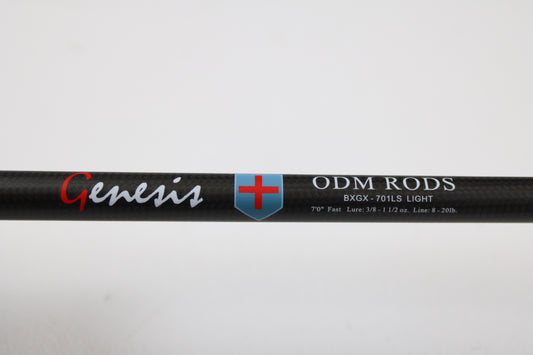 Genesis
ODM RODS
BXGX - 701LS LIGHT
7'0" Fast Lure: 3/8 - 1 1/2 oz. Line: 8 - 20lb.